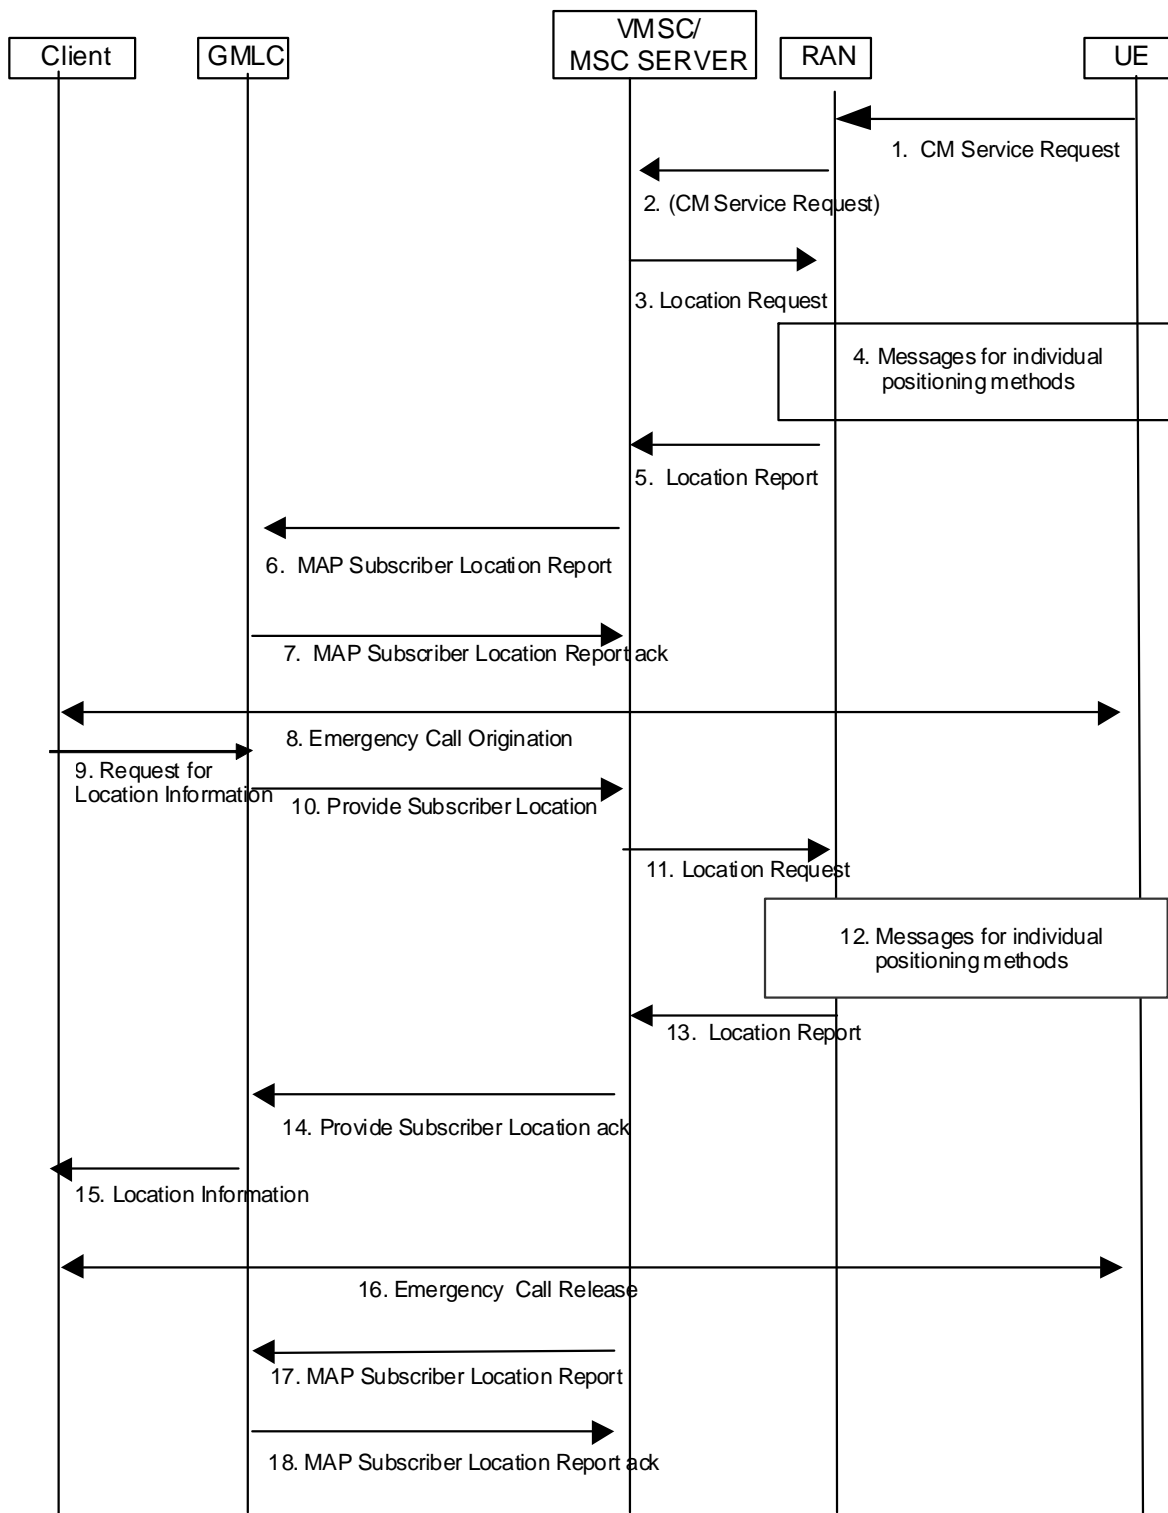 Client
GMLC
VMSC/
MSC SERVER
RAN
UE
1. CM Service Request
2. (CM Service Request)
3. Location Request
4. Messages for individual
positioning methods
5. Location Report
6. MAP Subscriber Location Report
7. MAP Subscriber Location Report ack
8. Emergency Call Origination
9. Request for
Location Information
10. Provide Subscriber Location
11. Location Request
12. Messages for individual
positioning methods
13. Location Report
14. Provide Subscriber Location ack
15. Location Information
16. Emergency Call Release
17. MAP Subscriber Location Report
18. MAP Subscriber Location Report ack